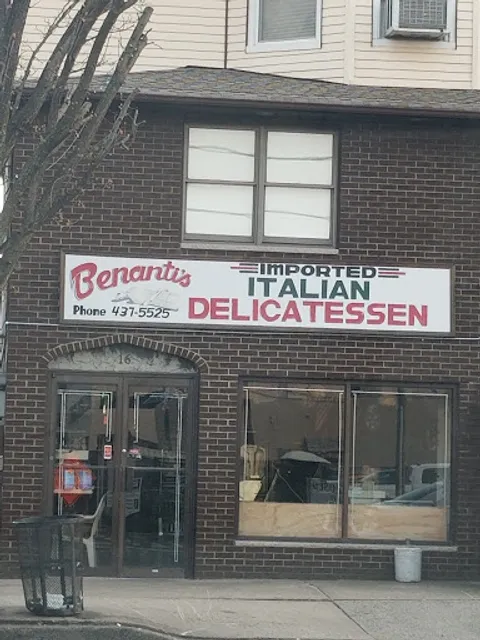 Benanti's
Phone 437-5525
IMPORTED
ITALIAN
DELICATESSEN
16